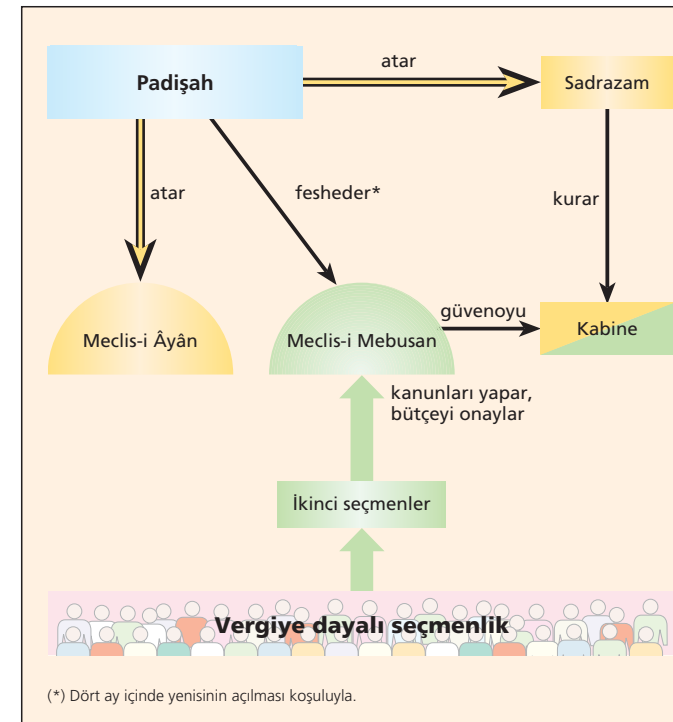 Padişah
atar
Sadrazam
atar
fesheder*
kurar
Meclis-i Âyân
Meclis-i Mebusan
güvenoyu
Kabine
kanunları yapar,
bütçeyi onaylar
İkinci seçmenler
Vergiye dayalı seçmenlik
(*) Dört ay içinde yenisinin açılması koşuluyla.